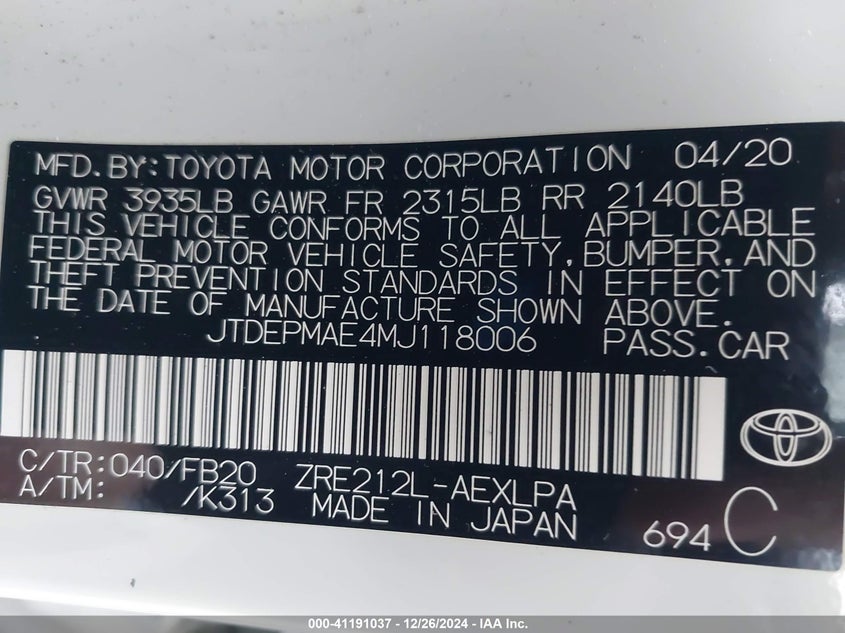 MFD.BY:TOYOTA MOTOR CORPORATION 04/20
GVWR 3935LB GAWR FR 2315LB RR 2140LB
THIS VEHICLE CONFORMS TO ALL APPLICABLE
FEDERAL MOTOR VEHICLE SAFETY,BUMPER,AND
THEFT PREVENTION STANDARDS IN EFFECT ON
THE DATE OF MANUFACTURE SHOWN ABOVE.
JTDEPMAE4MJ118006 PASS.CAR
C/TR:040/FB20 ZRE212L-AEXLPA
A/TM: /K313 MADE IN JAPAN 694 C
000-41191037 - 12/26/2024 - IAA Inc.